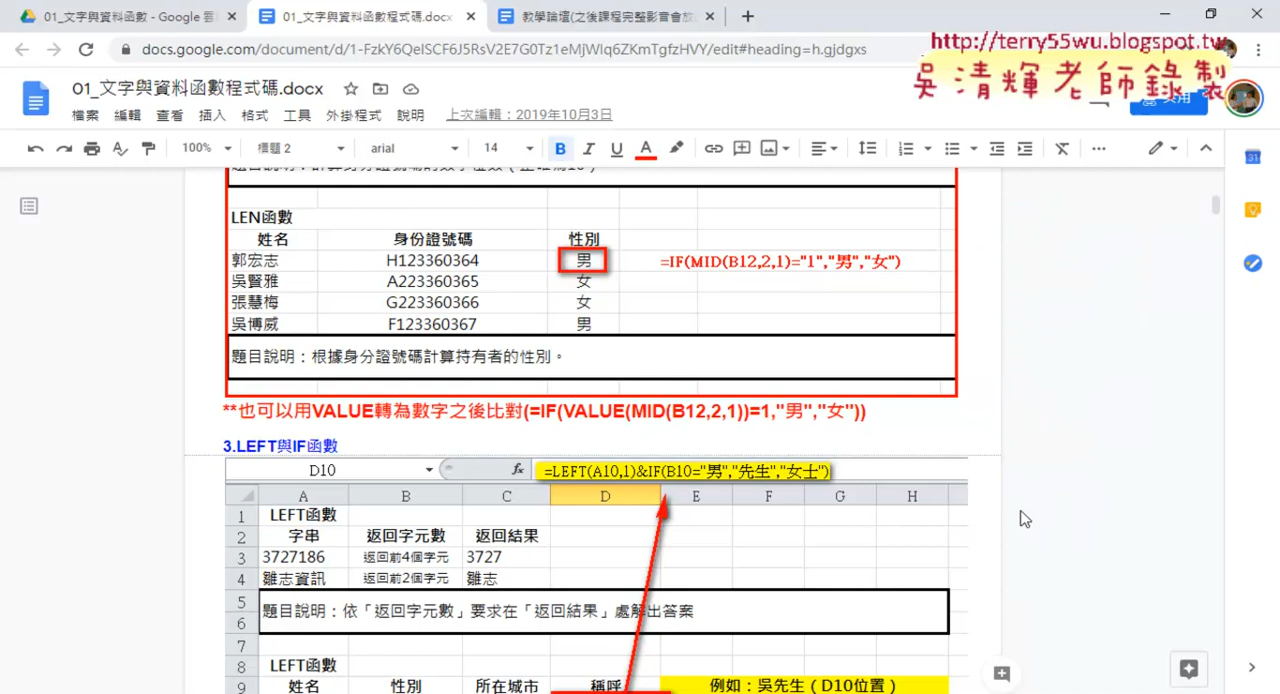 01_文字與資料函數 - Google 雲
01_文字與資料函數程式碼.docx
教學論壇(之後課程完整影音會放
docs.google.com/document/d/1-FzkY6QelSCF6J5RsV2E7G0Tz1eMjWlq6ZKmTgfzHVY/edit#heading=h.gjdgxs
http://terry55wu.blogspot.tw
吳清輝老師錄製
01_文字與資料函數程式碼.docx
檔案 編輯 查看 插入 格式 工具 外掛程式 說明 上次編輯：2019年10月3日
100% 標題 2 arial 14 B I U A
31
LEN函數
姓名 身份證號碼 性別
郭宏志 H123360364 男 =IF(MID(B12,2,1)="1","男","女")
吳賢雅 A223360365 女
張慧梅 G223360366 女
吳博威 F123360367 男
題目說明：根據身分證號碼計算持有者的性別。
**也可以用VALUE轉為數字之後比對(=IF(VALUE(MID(B12,2,1))=1,"男","女"))
3.LEFT與IF函數
D10 fx =LEFT(A10,1)&IF(B10="男","先生","女士")
A B C D E F G H
1 LEFT函數
2 字串 返回字元數 返回結果
3 3727186 返回前4個字元 3727
4 雛志資訊 返回前2個字元 雛志
5
題目說明：依「返回字元數」要求在「返回結果」處解出答案
6
7
8 LEFT函數
9 姓名 性別 所在城市 稱呼 例如：吳先生（D10位置）